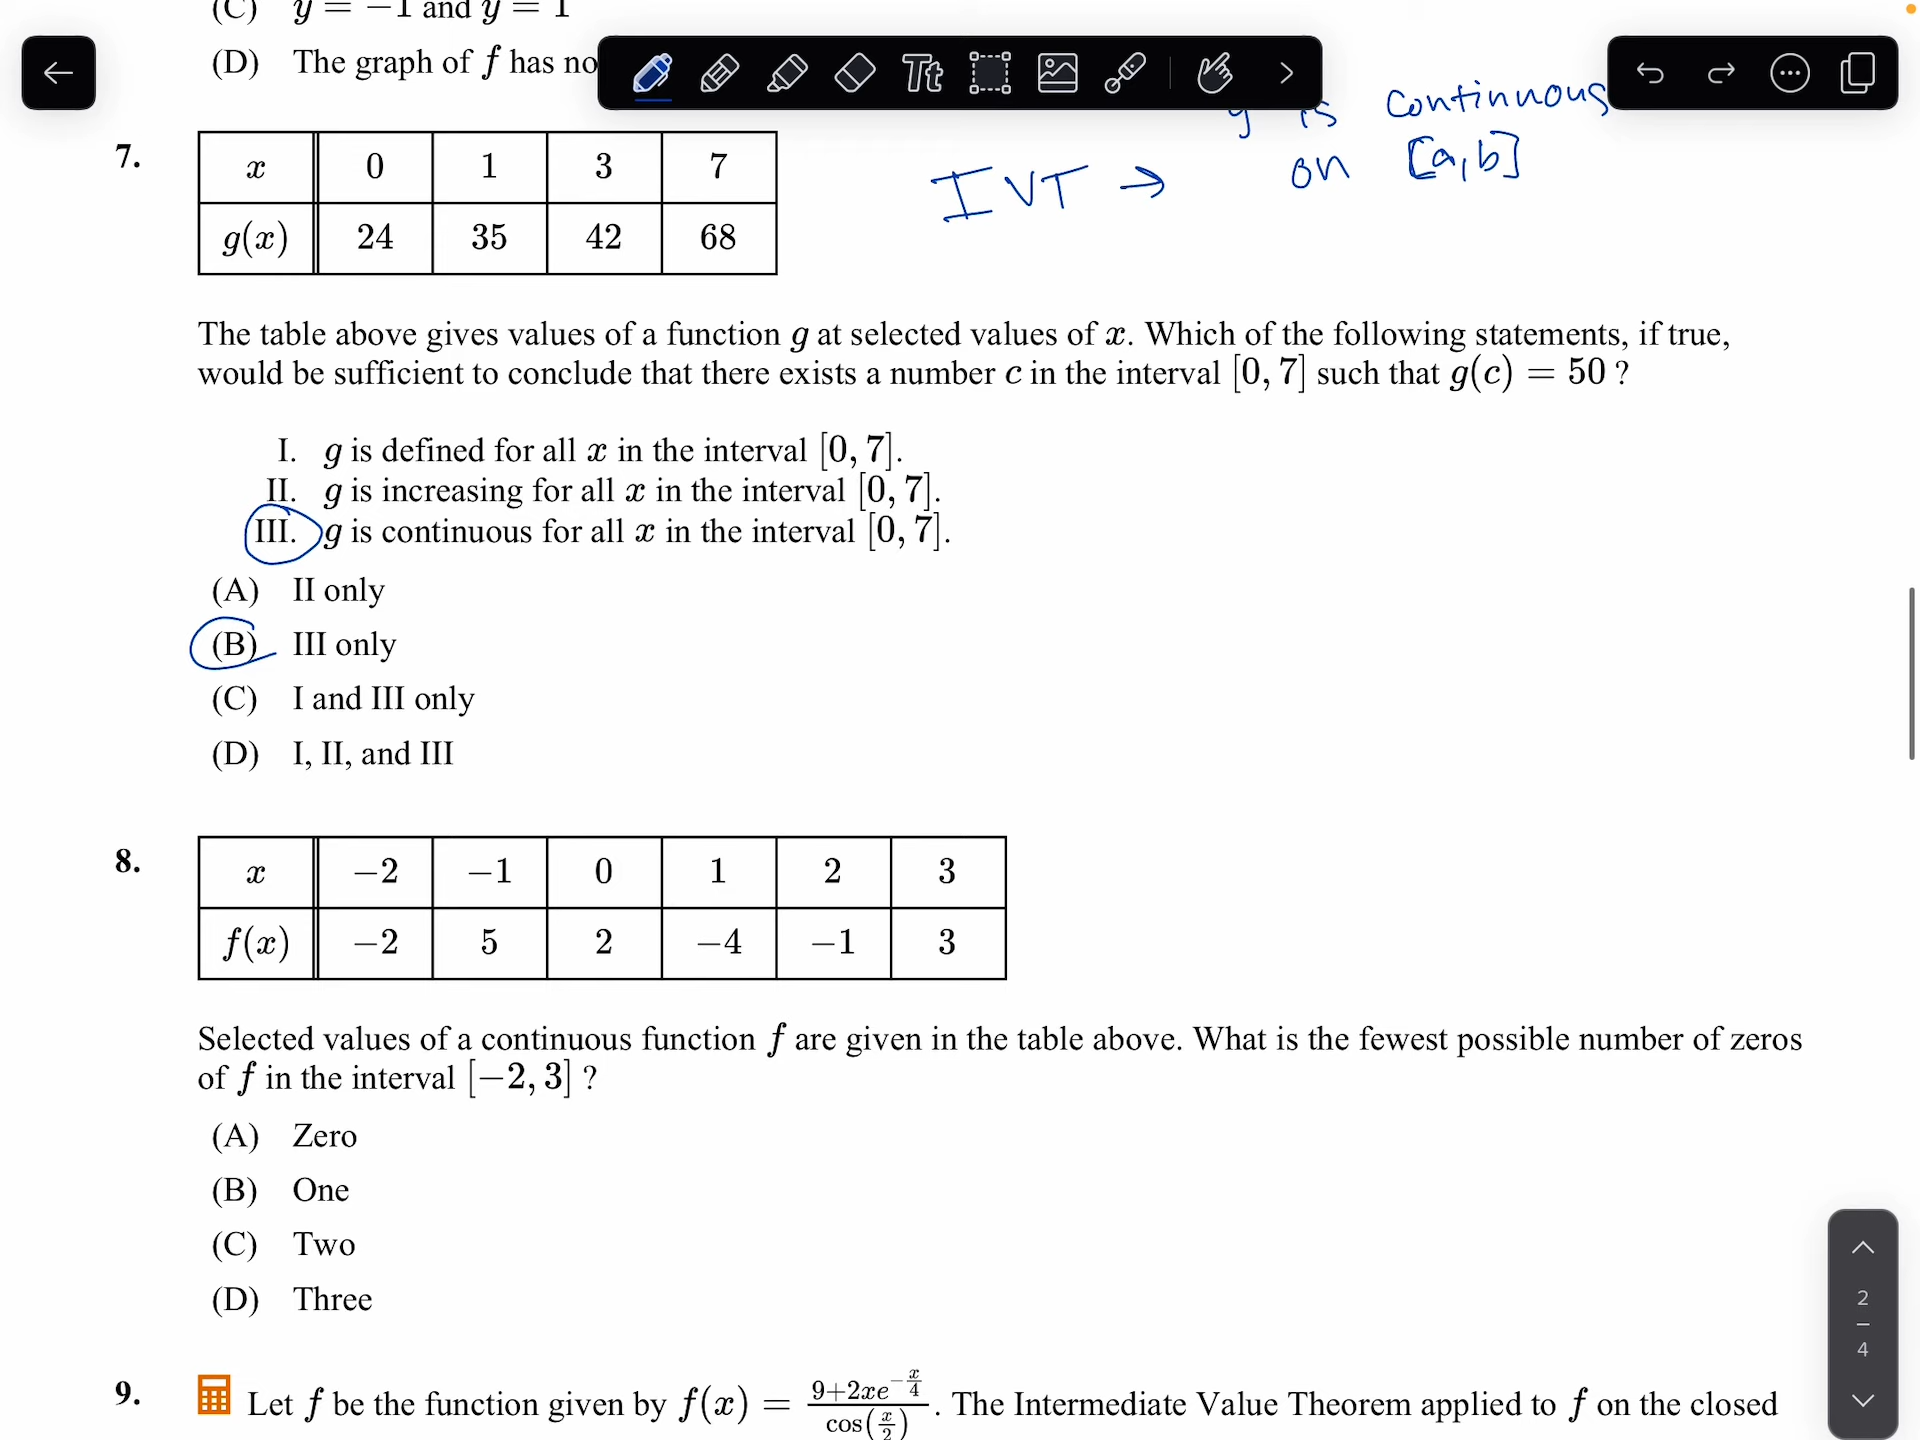 (C) y = −1 and y = 1
(D) The graph of f has no
Tt
is continuous
IVT → on [a,b]
7.
x 0 1 3 7
g(x) 24 35 42 68
The table above gives values of a function g at selected values of x. Which of the following statements, if true,
would be sufficient to conclude that there exists a number c in the interval [0, 7] such that g(c) = 50 ?
I. g is defined for all x in the interval [0, 7].
II. g is increasing for all x in the interval [0, 7].
III. g is continuous for all x in the interval [0, 7].
(A) II only
(B) III only
(C) I and III only
(D) I, II, and III
8.
x −2 −1 0 1 2 3
f(x) −2 5 2 −4 −1 3
Selected values of a continuous function f are given in the table above. What is the fewest possible number of zeros
of f in the interval [−2, 3] ?
(A) Zero
(B) One
(C) Two
(D) Three
2
4
9. Let f be the function given by f(x) = (9+2xe^(−x/4))/(cos(x/2)). The Intermediate Value Theorem applied to f on the closed